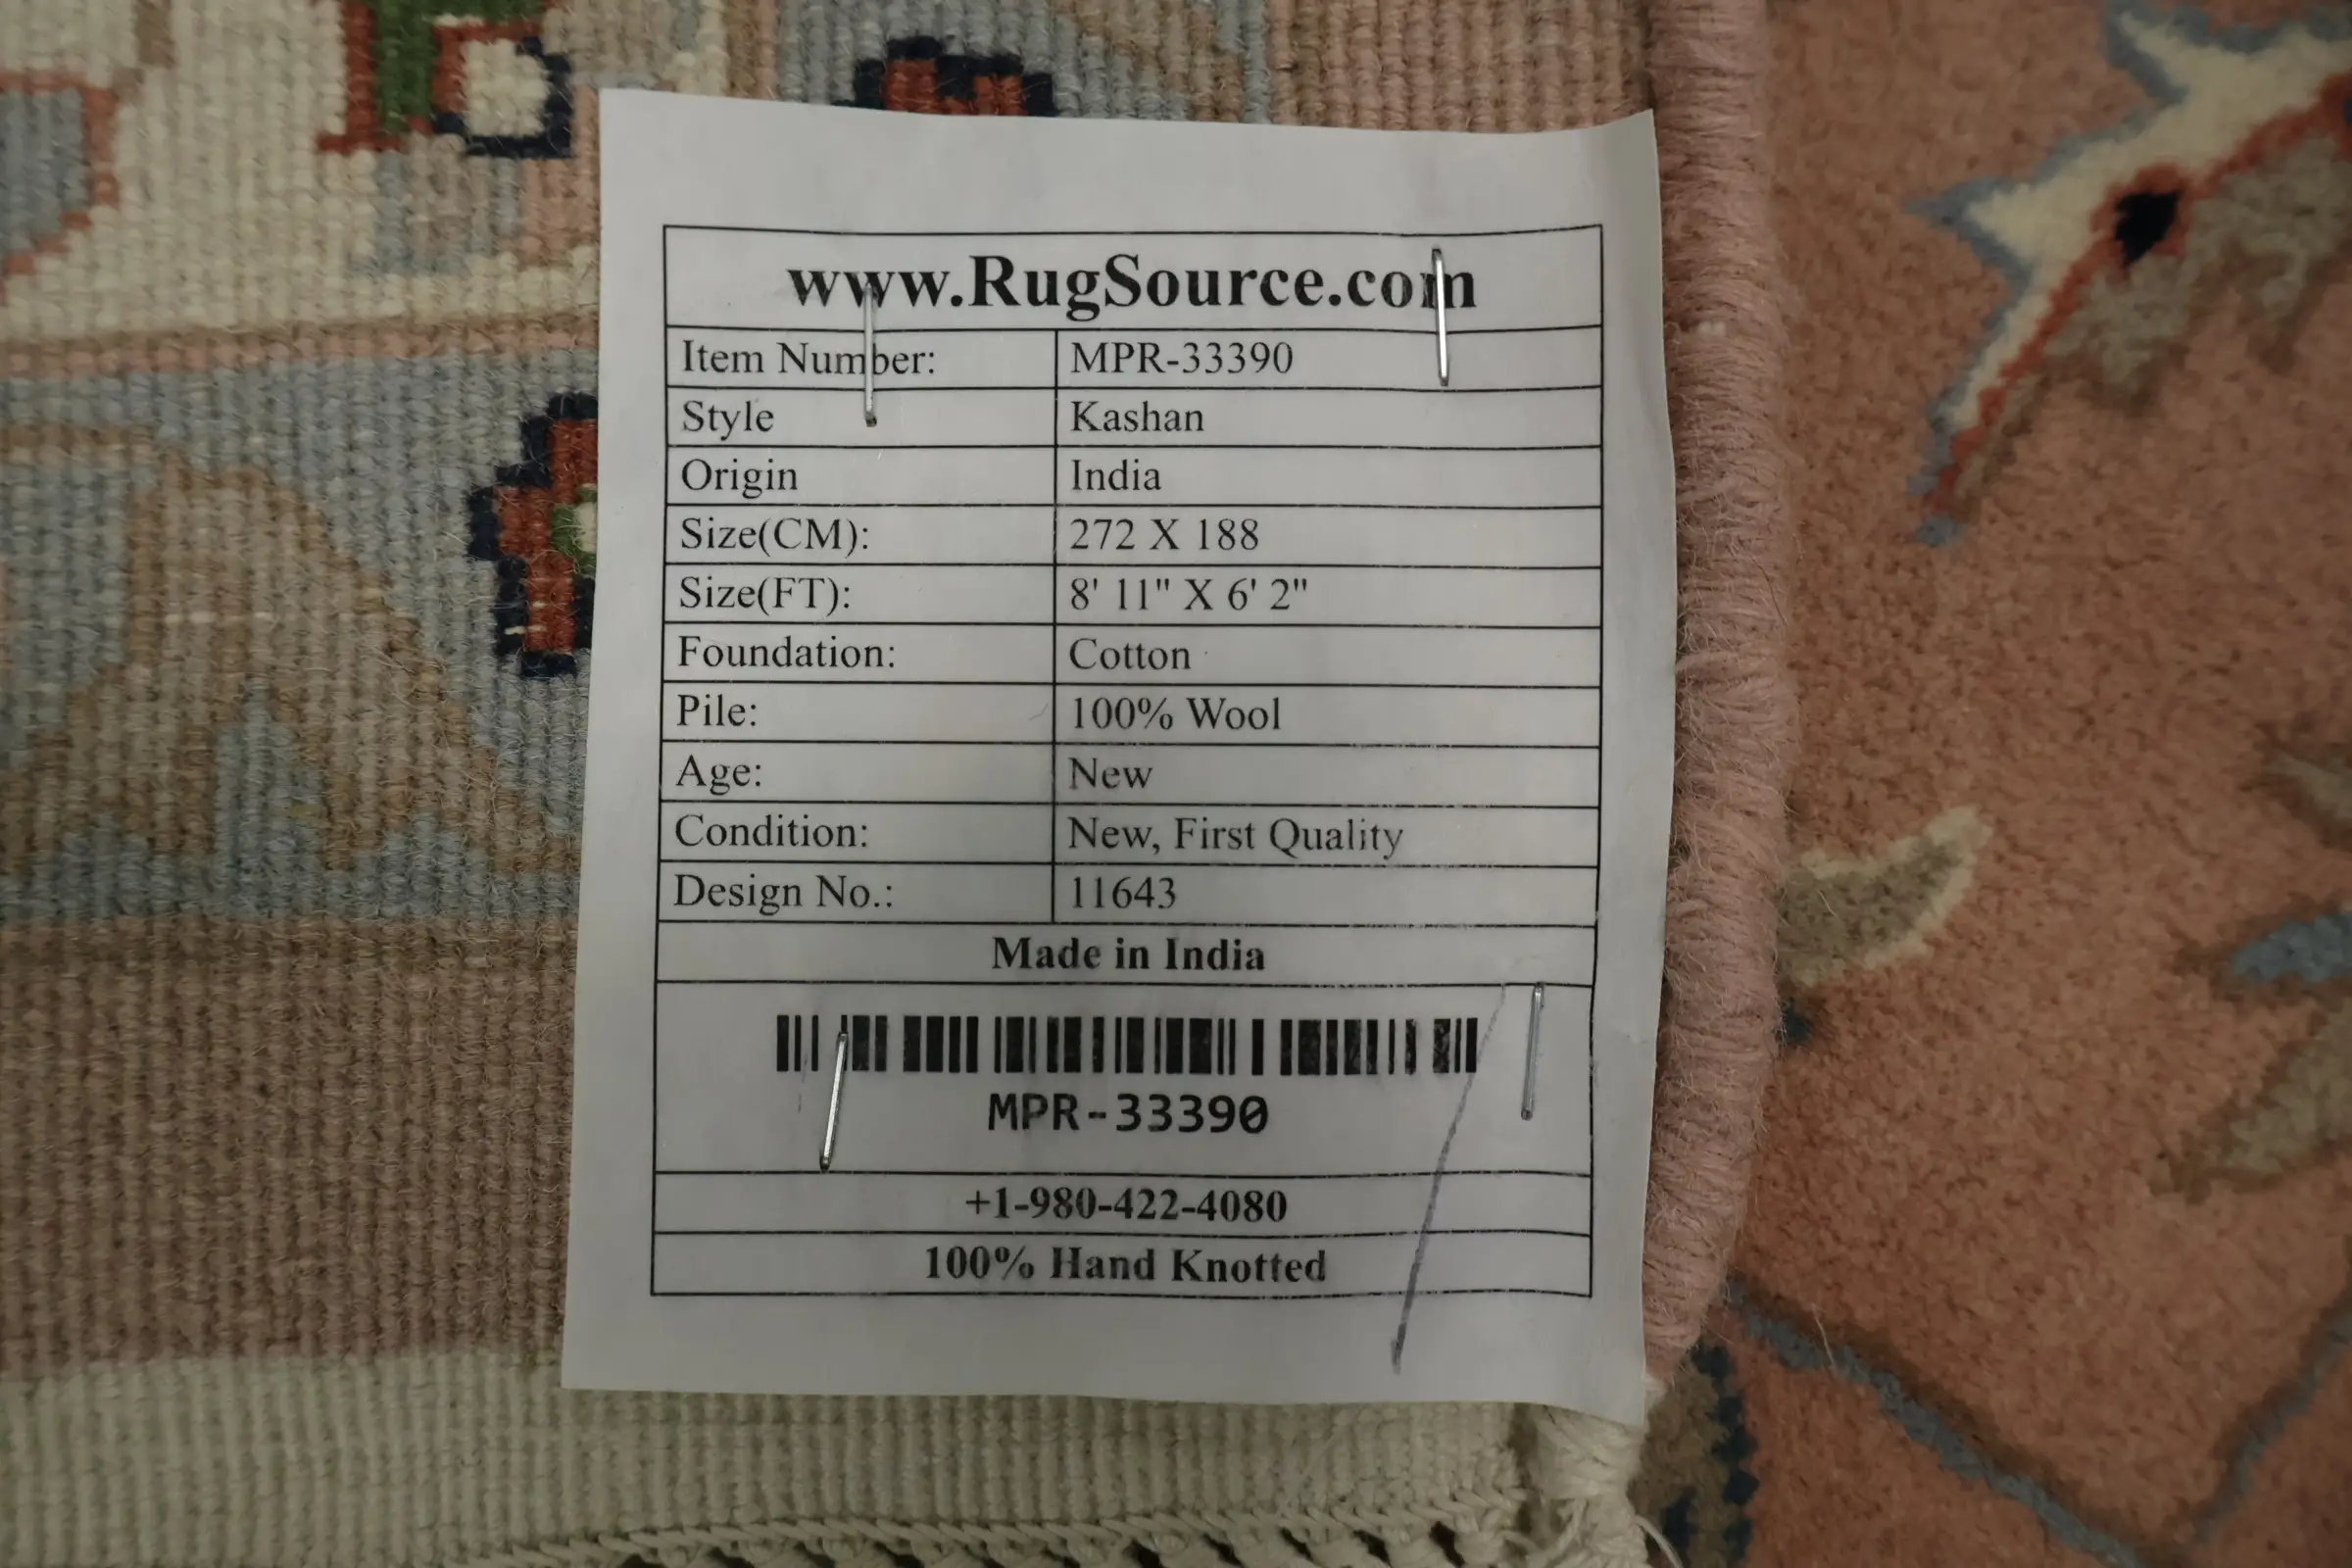 www.RugSource.com
Item Number: MPR-33390
Style Kashan
Origin India
Size(CM): 272 X 188
Size(FT): 8' 11" X 6' 2"
Foundation: Cotton
Pile: 100% Wool
Age: New
Condition: New, First Quality
Design No.: 11643
Made in India
MPR-33390
+1-980-422-4080
100% Hand Knotted